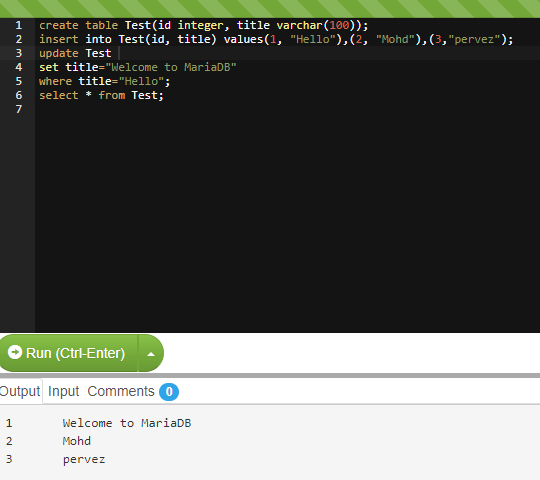 1 create table Test(id integer, title varchar(100));
2 insert into Test(id, title) values(1, "Hello"),(2, "Mohd"),(3,"pervez");
3 update Test
4 set title="Welcome to MariaDB"
5 where title="Hello";
6 select * from Test;
7
Run (Ctrl-Enter)
Output Input Comments 0
1 Welcome to MariaDB
2 Mohd
3 pervez